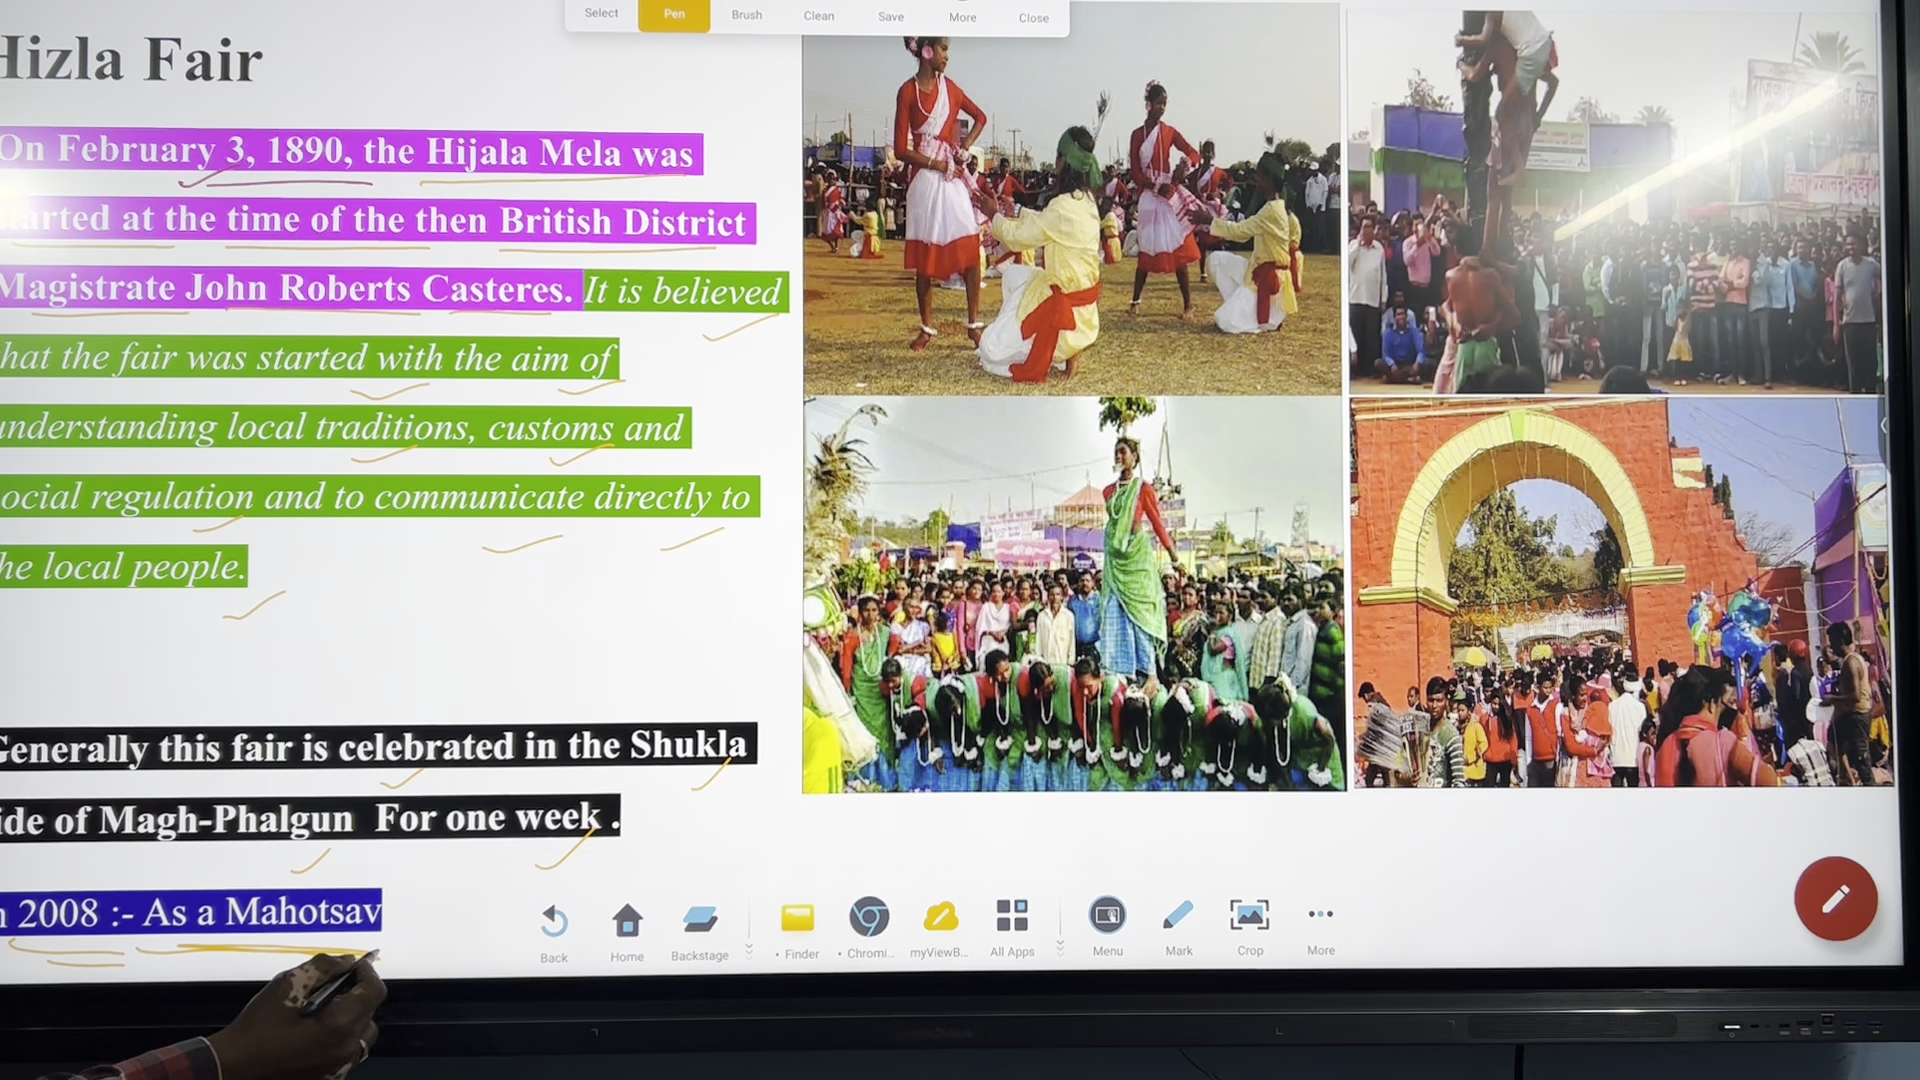 Select Pen Brush Clean Save More Close
Hizla Fair
On February 3, 1890, the Hijala Mela was
arted at the time of the then British District
Magistrate John Roberts Casteres. It is believed
hat the fair was started with the aim of
understanding local traditions, customs and
ocial regulation and to communicate directly to
he local people.
Generally this fair is celebrated in the Shukla
ide of Magh-Phalgun For one week .
n 2008 :- As a Mahotsav
Back Home Backstage Finder Chromi... myViewB... All Apps Menu Mark Crop More